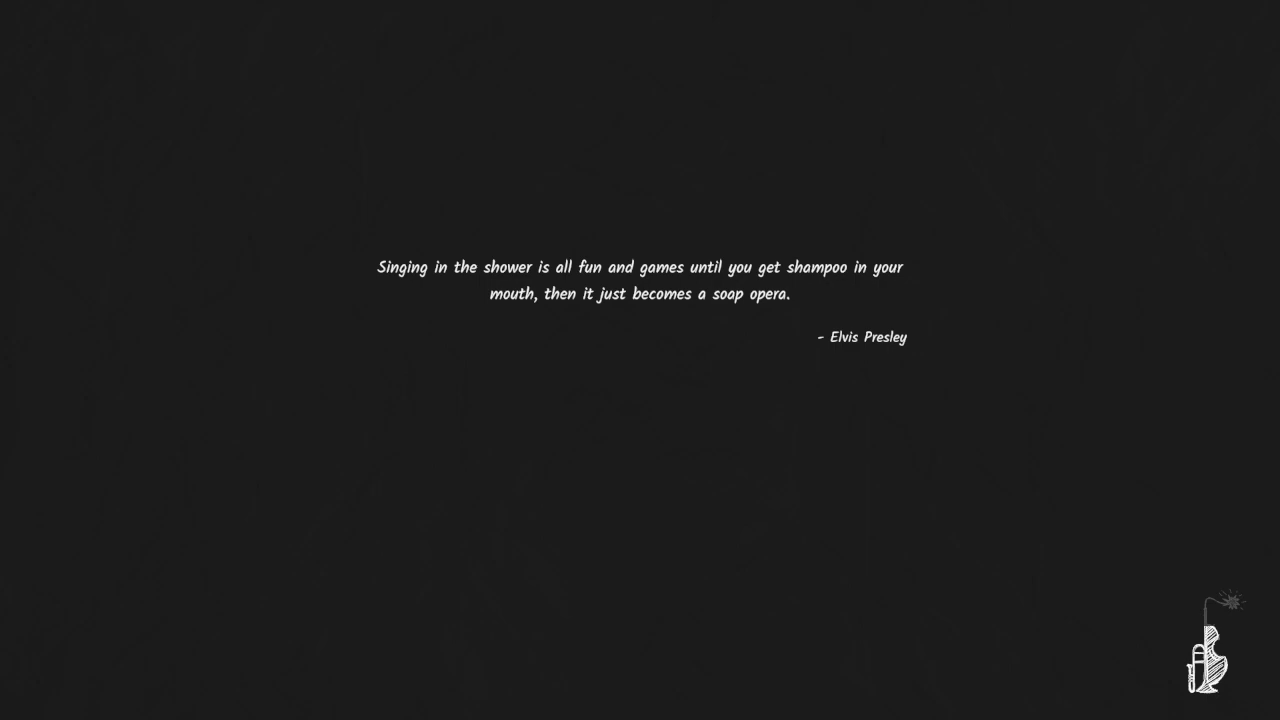 Singing in the shower is all fun and games until you get shampoo in your
mouth, then it just becomes a soap opera.
- Elvis Presley